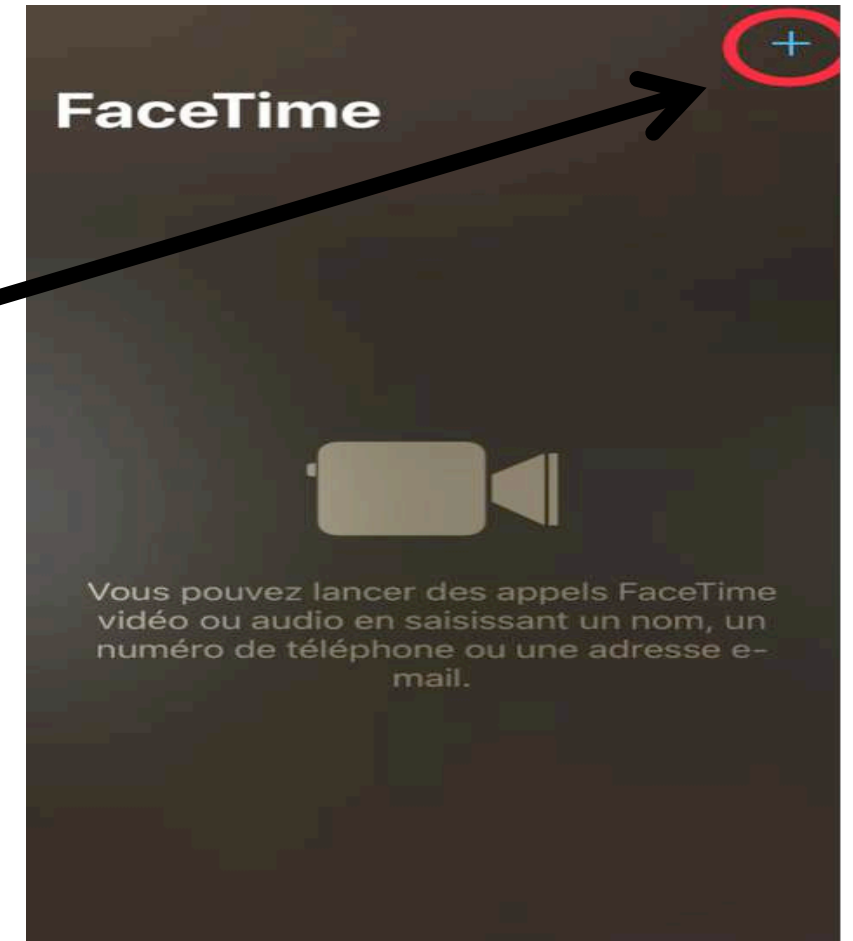 +
FaceTime
Vous pouvez lancer des appels FaceTime
vidéo ou audio en saisissant un nom, un
numéro de téléphone ou une adresse e-
mail.